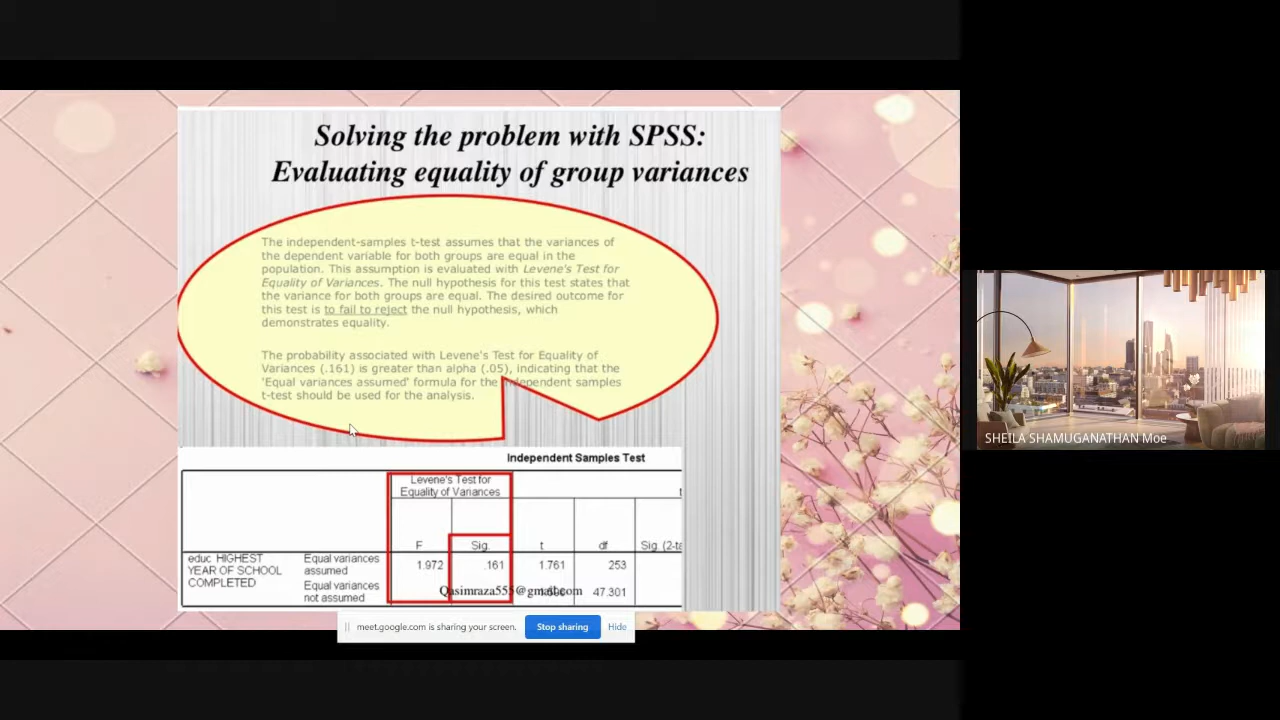 Solving the problem with SPSS:
Evaluating equality of group variances
The independent-samples t-test assumes that the variances of
the dependent variable for both groups are equal in the
population. This assumption is evaluated with Levene's Test for
Equality of Variances. The null hypothesis for this test states that
the variance for both groups are equal. The desired outcome for
this test is to fail to reject the null hypothesis, which
demonstrates equality.
The probability associated with Levene's Test for Equality of
Variances (.161) is greater than alpha (.05), indicating that the
'Equal variances assumed' formula for the independent samples
t-test should be used for the analysis.
Independent Samples Test
Levene's Test for
Equality of Variances
F Sig. t df Sig. (2-ta
educ HIGHEST
YEAR OF SCHOOL
COMPLETED
Equal variances
assumed
1.972 .161 1.761 253
Equal variances
not assumed
47.301
Qasimraza555@gmail.com
meet.google.com is sharing your screen. Stop sharing Hide
SHEILA SHAMUGANATHAN Moe